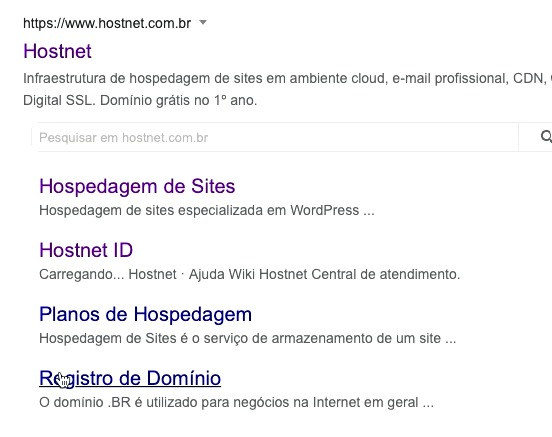 https://www.hostnet.com.br
Hostnet
Infraestrutura de hospedagem de sites em ambiente cloud, e-mail profissional, CDN,
Digital SSL. Domínio grátis no 1º ano.
Pesquisar em hostnet.com.br
Hospedagem de Sites
Hospedagem de sites especializada em WordPress ...
Hostnet ID
Carregando... Hostnet · Ajuda Wiki Hostnet Central de atendimento.
Planos de Hospedagem
Hospedagem de Sites é o serviço de armazenamento de um site ...
Registro de Domínio
O domínio .BR é utilizado para negócios na Internet em geral ...